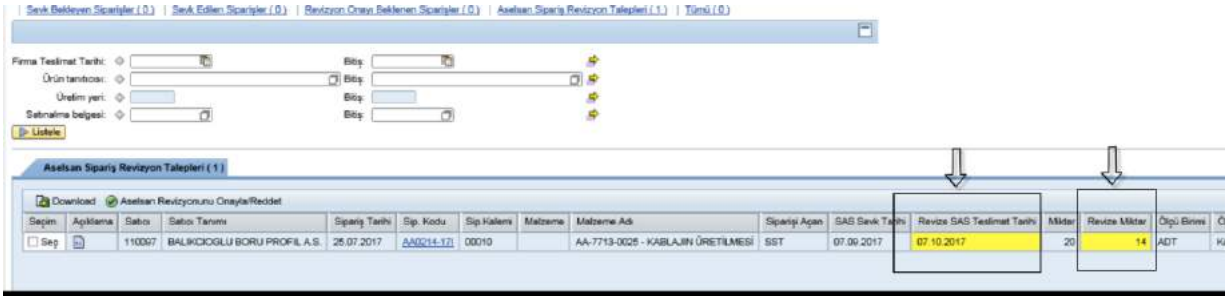 Sevk Bekleyen Siparişler ( 0 ) | Sevk Edilen Siparişler ( 0 ) | Revizyon Onayı Beklenen Siparişler ( 0 ) | Aselsan Sipariş Revizyon Talepleri ( 1 ) | Tümü ( 0 )
Firma Teslimat Tarihi: Bitiş:
Ürün tanıtıcısı: Bitiş:
Üretim yeri: Bitiş:
Satınalma belgesi: Bitiş:
Listele
Aselsan Sipariş Revizyon Talepleri ( 1 )
Download Aselsan Revizyonunu Onayla/Reddet
Seçim Açıklama Satıcı Satıcı Tanımı Sipariş Tarihi Sip. Kodu Sip.Kalemi Malzeme Malzeme Adı Siparişi Açan SAS Sevk Tarihi Revize SAS Teslimat Tarihi Miktar Revize Miktar Ölçü Birimi
Seç 110097 BALIKCIOGLU BORU PROFIL A.S. 26.07.2017 AA0214-17I 00010 AA-7713-0026 - KABLAJIN ÜRETİLMESİ SST 07.09.2017 07.10.2017 20 14 ADT